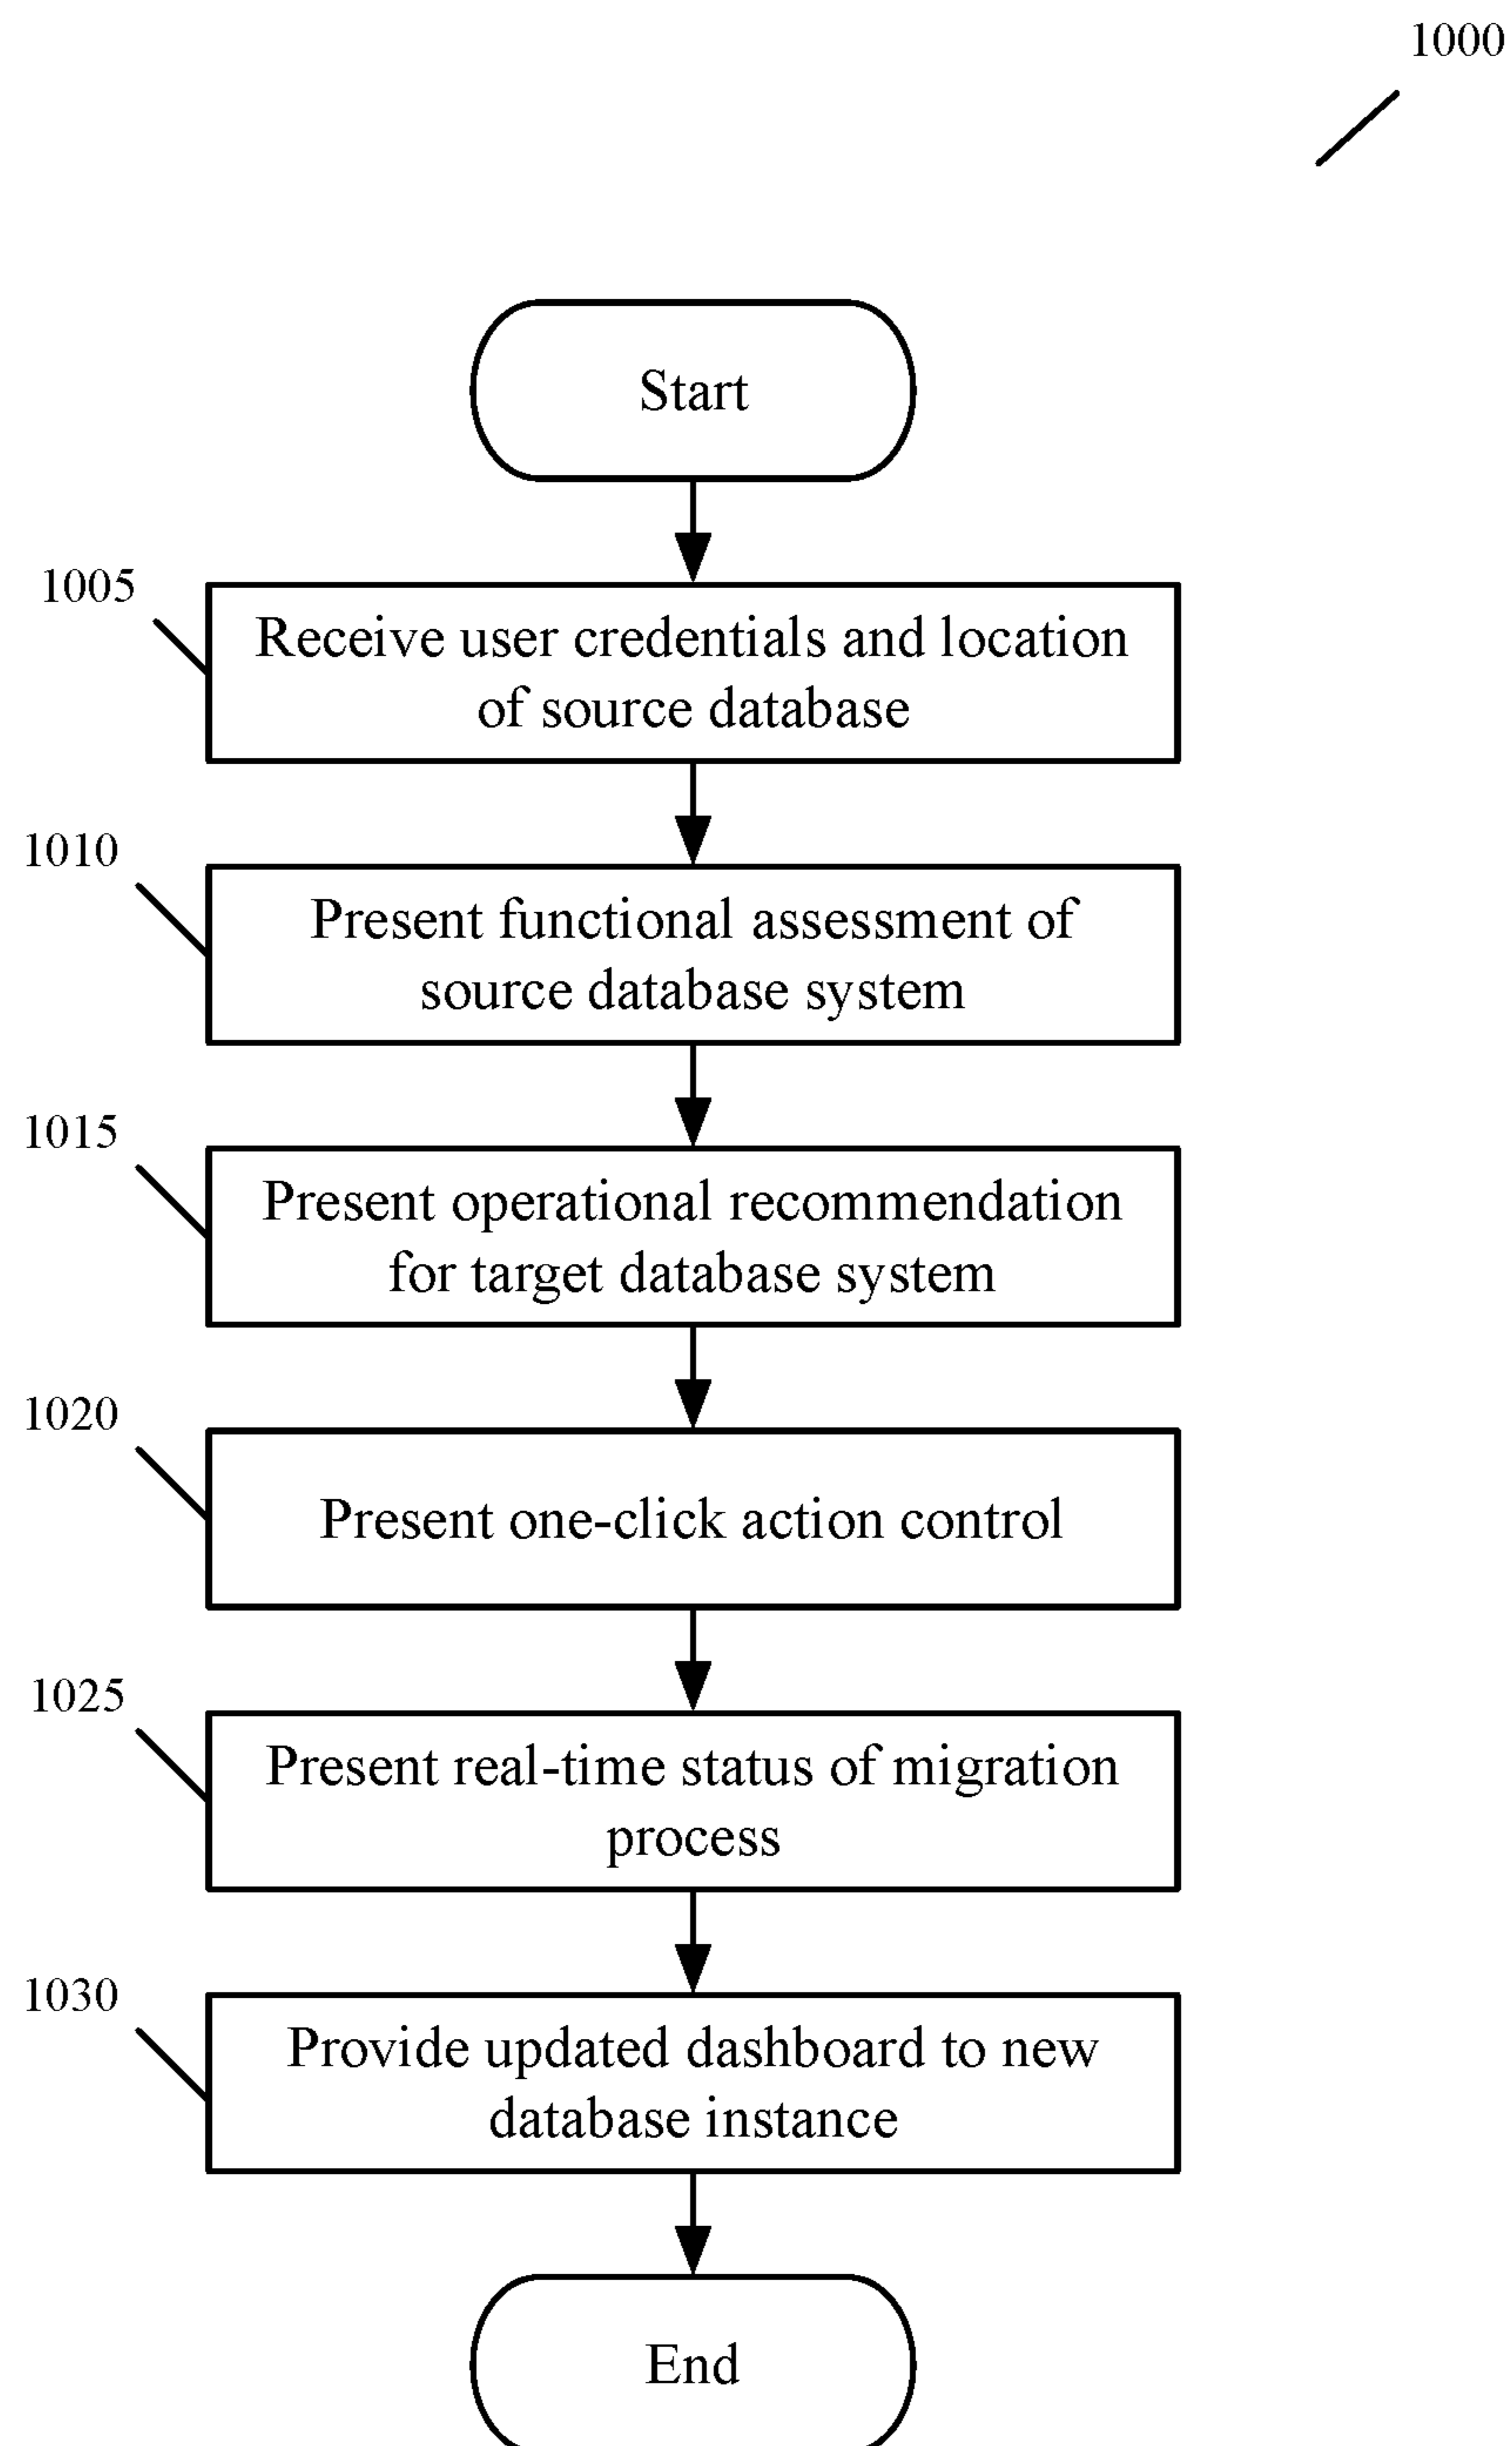 1000
Start
1005
Receive user credentials and location
of source database
1010
Present functional assessment of
source database system
1015
Present operational recommendation
for target database system
1020
Present one-click action control
1025
Present real-time status of migration
process
1030
Provide updated dashboard to new
database instance
End